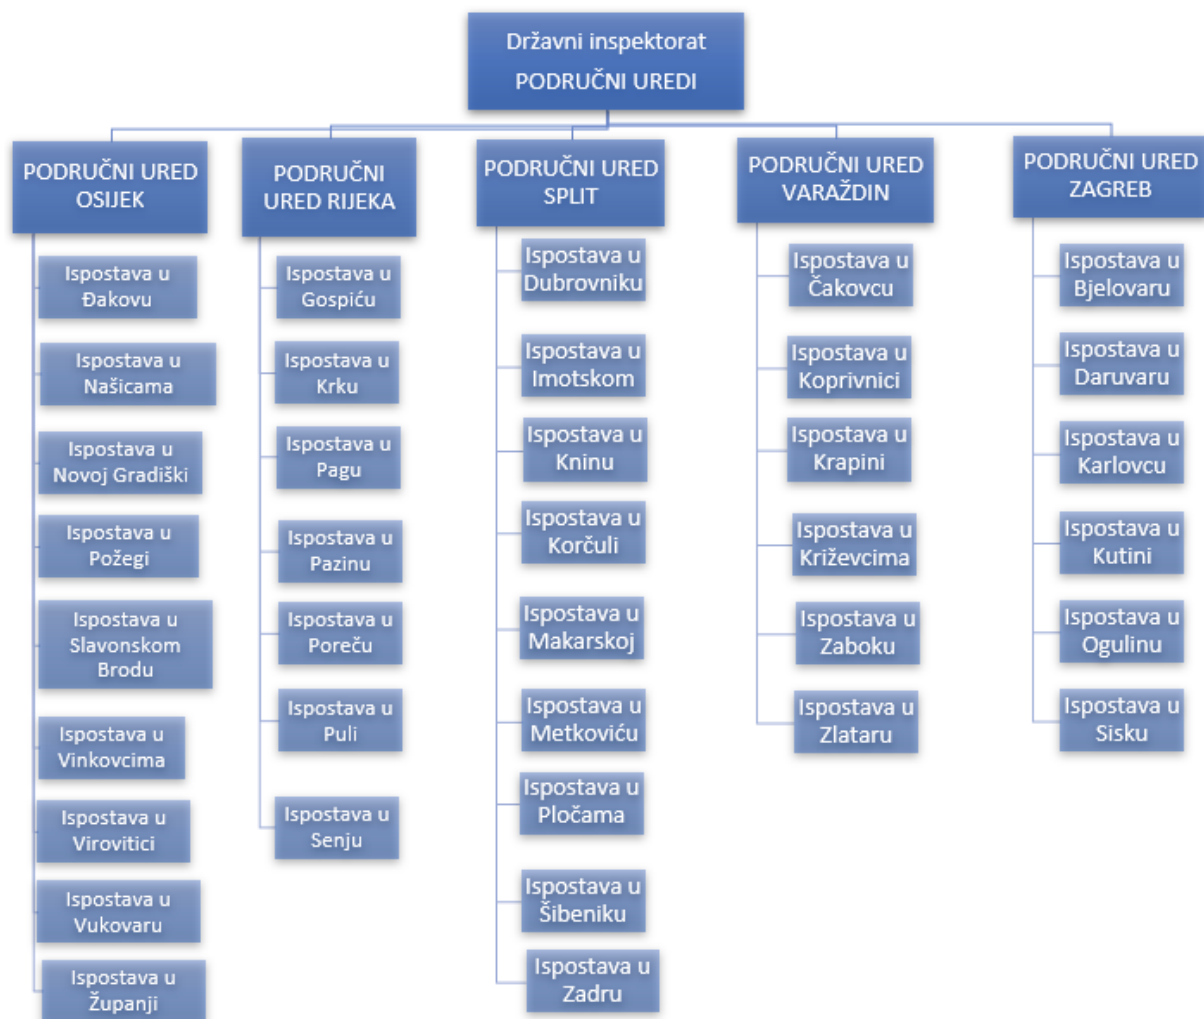 Državni inspektorat
PODRUČNI UREDI
PODRUČNI URED
OSIJEK
Ispostava u
Đakovu
Ispostava u
Našicama
Ispostava u
Novoj Gradiški
Ispostava u
Požegi
Ispostava u
Slavonskom
Brodu
Ispostava u
Vinkovcima
Ispostava u
Virovitici
Ispostava u
Vukovaru
Ispostava u
Županji
PODRUČNI
URED RIJEKA
Ispostava u
Gospiću
Ispostava u
Krku
Ispostava u
Pagu
Ispostava u
Pazinu
Ispostava u
Poreču
Ispostava u
Puli
Ispostava u
Senju
PODRUČNI URED
SPLIT
Ispostava u
Dubrovniku
Ispostava u
Imotskom
Ispostava u
Kninu
Ispostava u
Korčuli
Ispostava u
Makarskoj
Ispostava u
Metkoviću
Ispostava u
Pločama
Ispostava u
Šibeniku
Ispostava u
Zadru
PODRUČNI URED
VARAŽDIN
Ispostava u
Čakovcu
Ispostava u
Koprivnici
Ispostava u
Krapini
Ispostava u
Križevcima
Ispostava u
Zaboku
Ispostava u
Zlataru
PODRUČNI URED
ZAGREB
Ispostava u
Bjelovaru
Ispostava u
Daruvaru
Ispostava u
Karlovcu
Ispostava u
Kutini
Ispostava u
Ogulinu
Ispostava u
Sisku